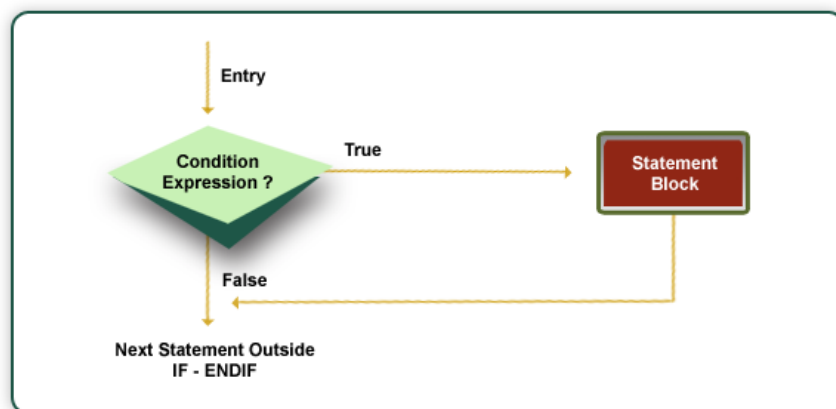 Entry
Condition
Expression ?
True
Statement
Block
False
Next Statement Outside
IF - ENDIF